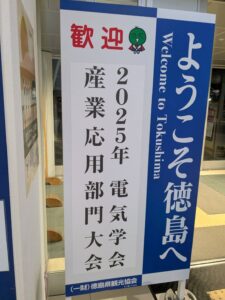 ようこそ徳島へ
Welcome to Tokushima
歓迎
2025年 電気学会
産業応用部門大会
(一財)徳島県観光協会